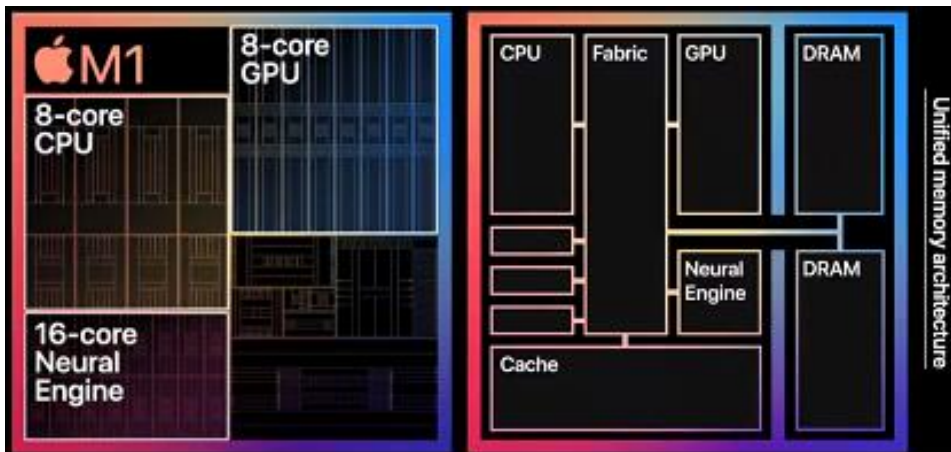 M1
8-core
GPU
8-core
CPU
16-core
Neural
Engine
CPU
Fabric
GPU
DRAM
Neural
Engine
DRAM
Cache
Unified memory architecture